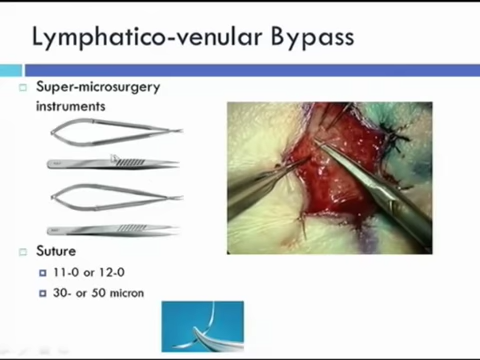 Lymphatico-venular Bypass
Super-microsurgery
instruments
Suture
11-0 or 12-0
30- or 50 micron